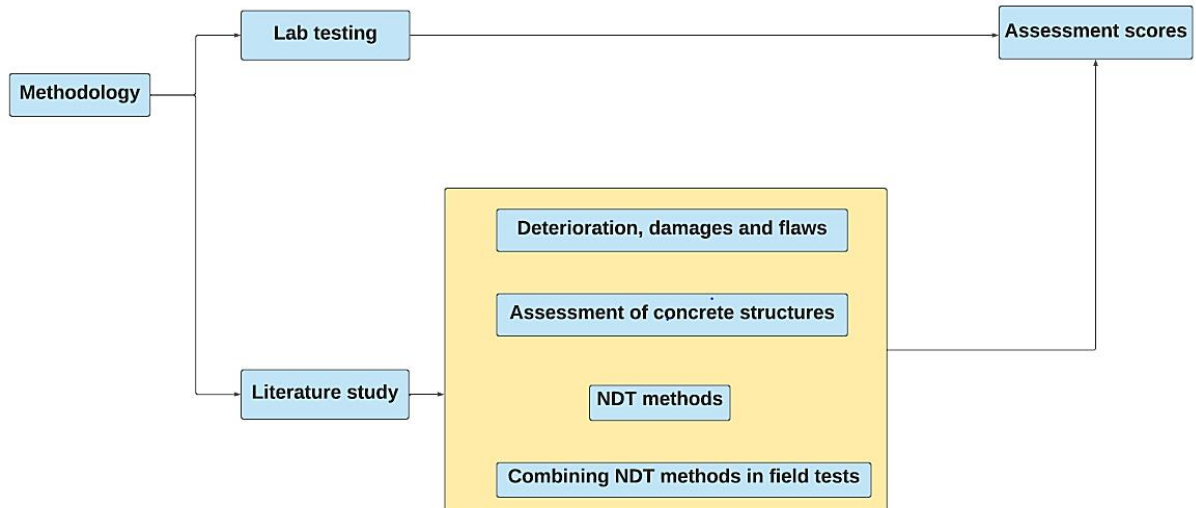 Lab testing
Assessment scores
Methodology
Deterioration, damages and flaws
Assessment of concrete structures
Literature study
NDT methods
Combining NDT methods in field tests